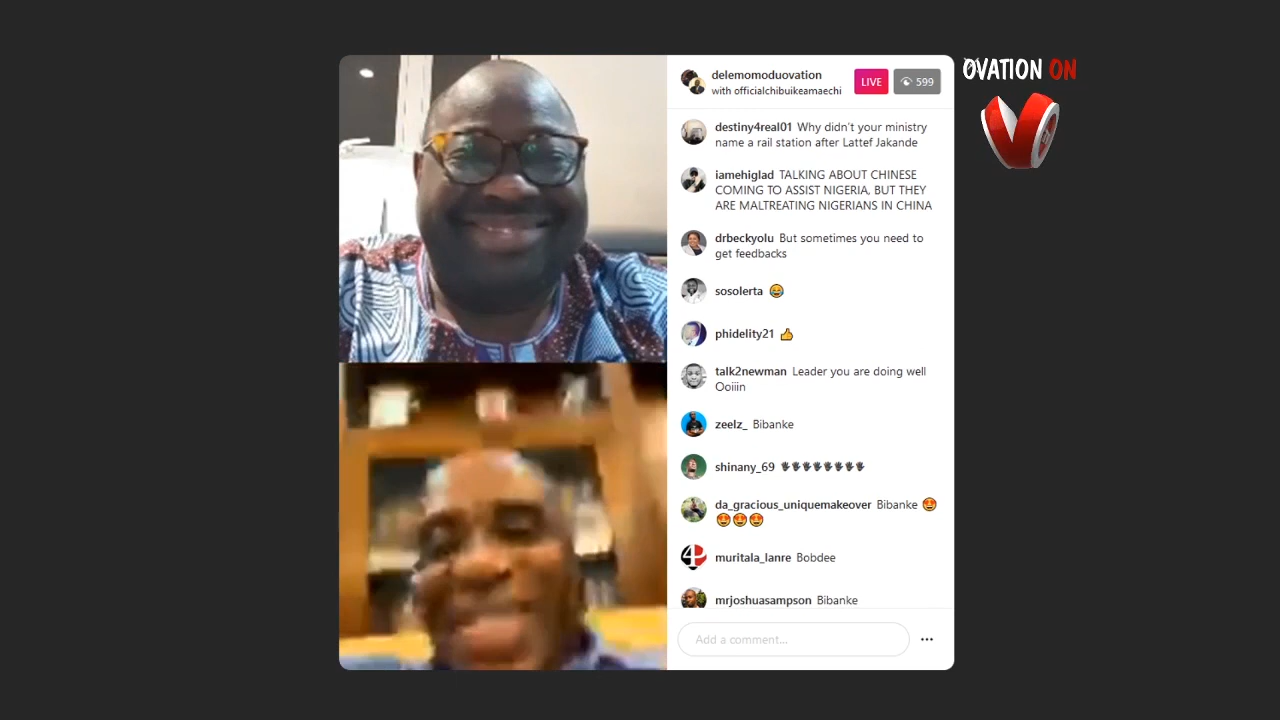 delemomoduovation
with officialchibuikeamaechi
LIVE
599
OVATION ON
destiny4real01 Why didn't your ministry
name a rail station after Lattef Jakande
iamehiglad TALKING ABOUT CHINESE
COMING TO ASSIST NIGERIA, BUT THEY
ARE MALTREATING NIGERIANS IN CHINA
drbeckyolu But sometimes you need to
get feedbacks
sosolerta 😂
phidelity21 👍
talk2newman Leader you are doing well
Ooiiin
zeelz_ Bibanke
shinany_69 🖐🏿🖐🏿🖐🏿🖐🏿🖐🏿🖐🏿🖐🏿🖐🏿
da_gracious_uniquemakeover Bibanke 🤩
🤩🤩🤩
muritala_lanre Bobdee
mrjoshuasampson Bibanke
Add a comment...